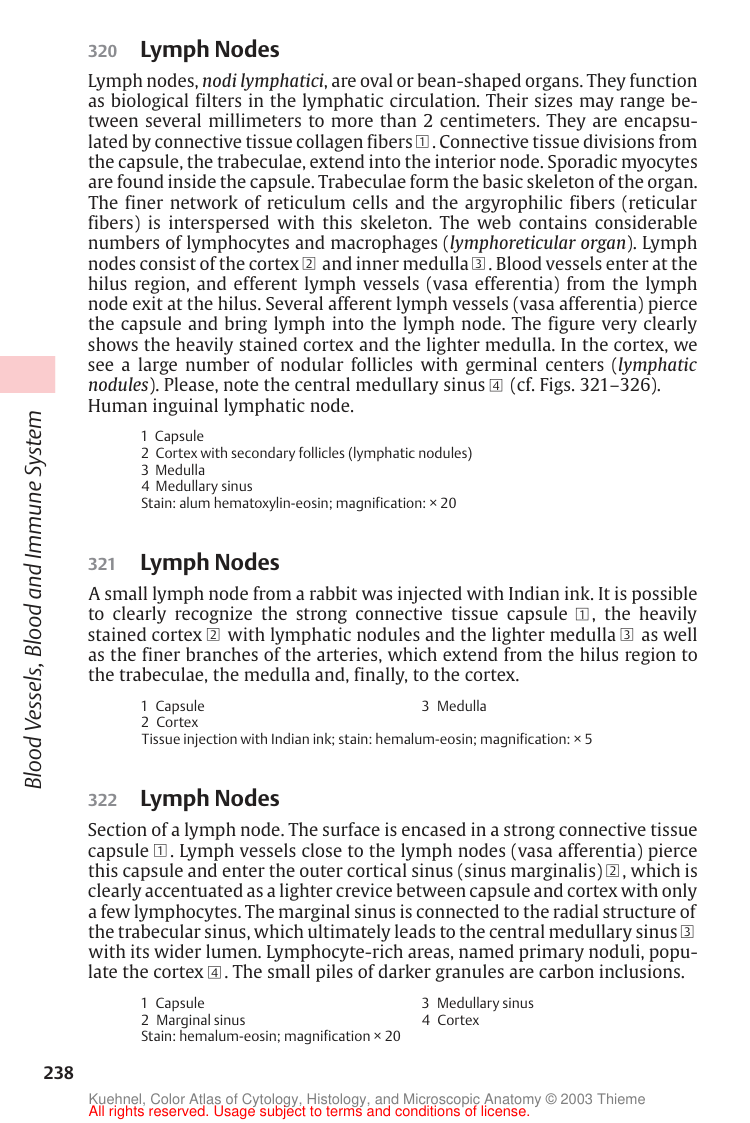 320 Lymph Nodes
Lymph nodes, nodi lymphatici, are oval or bean-shaped organs. They function
as biological filters in the lymphatic circulation. Their sizes may range be-
tween several millimeters to more than 2 centimeters. They are encapsu-
lated by connective tissue collagen fibers 1. Connective tissue divisions from
the capsule, the trabeculae, extend into the interior node. Sporadic myocytes
are found inside the capsule. Trabeculae form the basic skeleton of the organ.
The finer network of reticulum cells and the argyrophilic fibers (reticular
fibers) is interspersed with this skeleton. The web contains considerable
numbers of lymphocytes and macrophages (lymphoreticular organ). Lymph
nodes consist of the cortex 2 and inner medulla 3. Blood vessels enter at the
hilus region, and efferent lymph vessels (vasa efferentia) from the lymph
node exit at the hilus. Several afferent lymph vessels (vasa afferentia) pierce
the capsule and bring lymph into the lymph node. The figure very clearly
shows the heavily stained cortex and the lighter medulla. In the cortex, we
see a large number of nodular follicles with germinal centers (lymphatic
nodules). Please, note the central medullary sinus 4 (cf. Figs. 321–326).
Human inguinal lymphatic node.
1 Capsule
2 Cortex with secondary follicles (lymphatic nodules)
3 Medulla
4 Medullary sinus
Stain: alum hematoxylin-eosin; magnification: × 20
321 Lymph Nodes
A small lymph node from a rabbit was injected with Indian ink. It is possible
to clearly recognize the strong connective tissue capsule 1, the heavily
stained cortex 2 with lymphatic nodules and the lighter medulla 3 as well
as the finer branches of the arteries, which extend from the hilus region to
the trabeculae, the medulla and, finally, to the cortex.
1 Capsule 3 Medulla
2 Cortex
Tissue injection with Indian ink; stain: hemalum-eosin; magnification: × 5
322 Lymph Nodes
Section of a lymph node. The surface is encased in a strong connective tissue
capsule 1. Lymph vessels close to the lymph nodes (vasa afferentia) pierce
this capsule and enter the outer cortical sinus (sinus marginalis) 2, which is
clearly accentuated as a lighter crevice between capsule and cortex with only
a few lymphocytes. The marginal sinus is connected to the radial structure of
the trabecular sinus, which ultimately leads to the central medullary sinus 3
with its wider lumen. Lymphocyte-rich areas, named primary noduli, popu-
late the cortex 4. The small piles of darker granules are carbon inclusions.
1 Capsule 3 Medullary sinus
2 Marginal sinus 4 Cortex
Stain: hemalum-eosin; magnification × 20
Blood Vessels, Blood and Immune System
238
Kuehnel, Color Atlas of Cytology, Histology, and Microscopic Anatomy © 2003 Thieme
All rights reserved. Usage subject to terms and conditions of license.